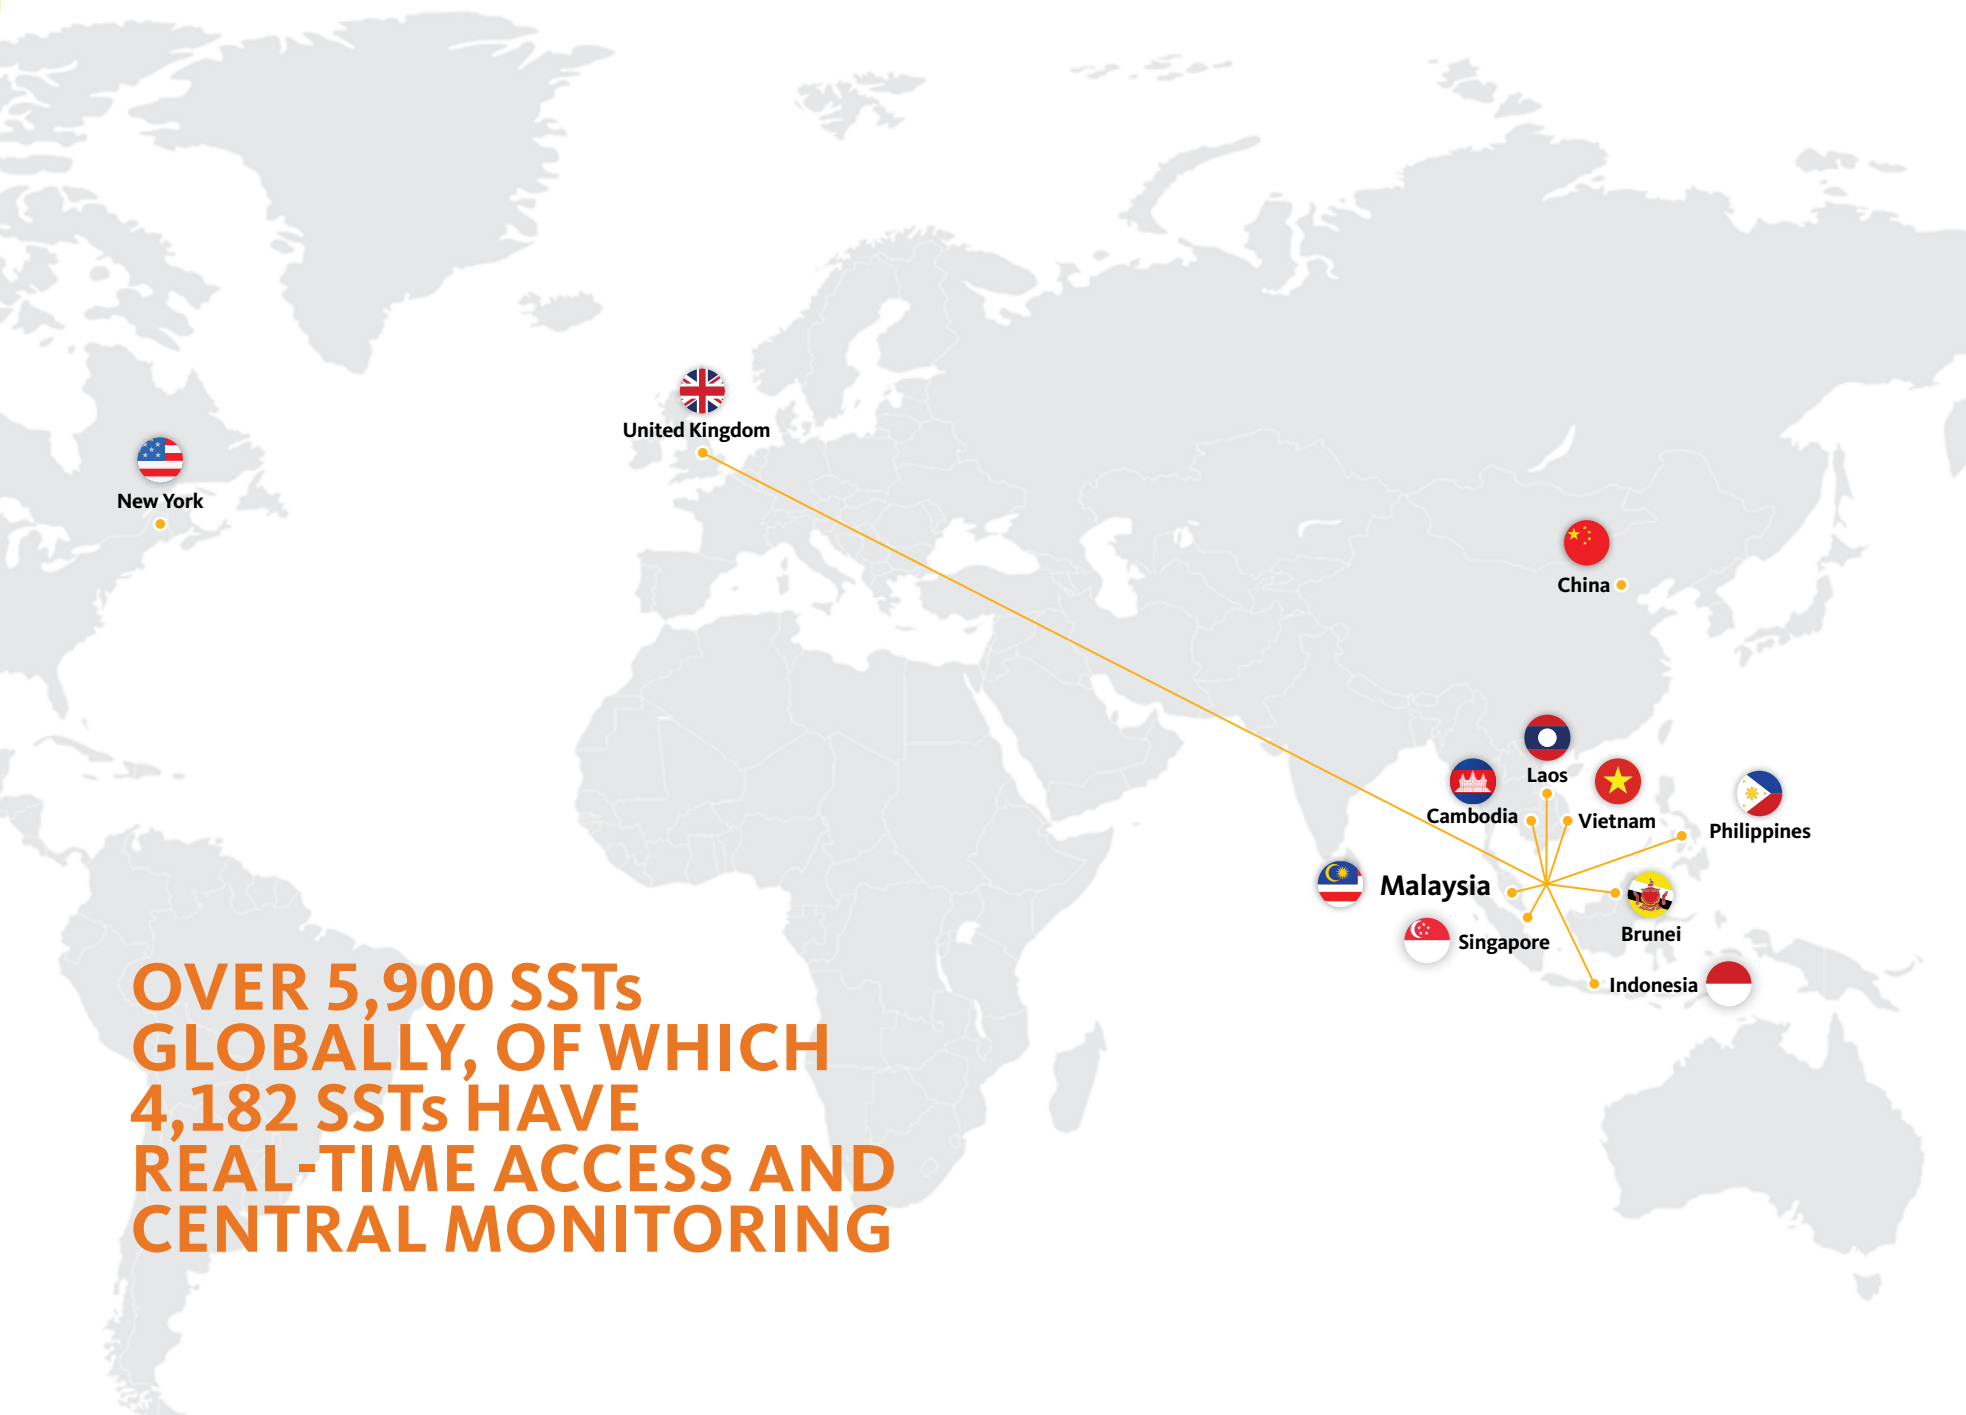 United Kingdom
New York
China
Laos
Cambodia
Vietnam
Philippines
Malaysia
Brunei
Singapore
Indonesia
OVER 5,900 SSTs
GLOBALLY, OF WHICH
4,182 SSTs HAVE
REAL-TIME ACCESS AND
CENTRAL MONITORING